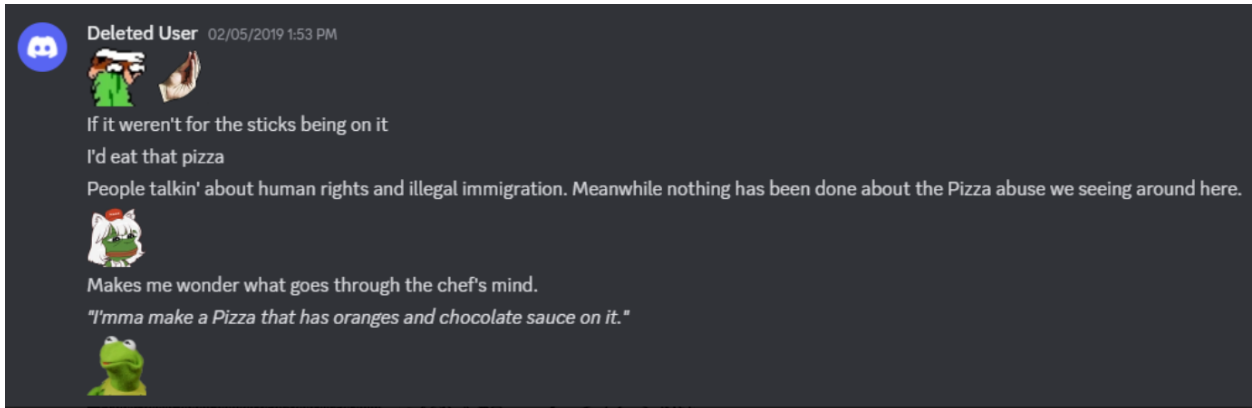 Deleted User 02/05/2019 1:53 PM
If it weren't for the sticks being on it
I'd eat that pizza
People talkin' about human rights and illegal immigration. Meanwhile nothing has been done about the Pizza abuse we seeing around here.
Makes me wonder what goes through the chef's mind.
"I'mma make a Pizza that has oranges and chocolate sauce on it."